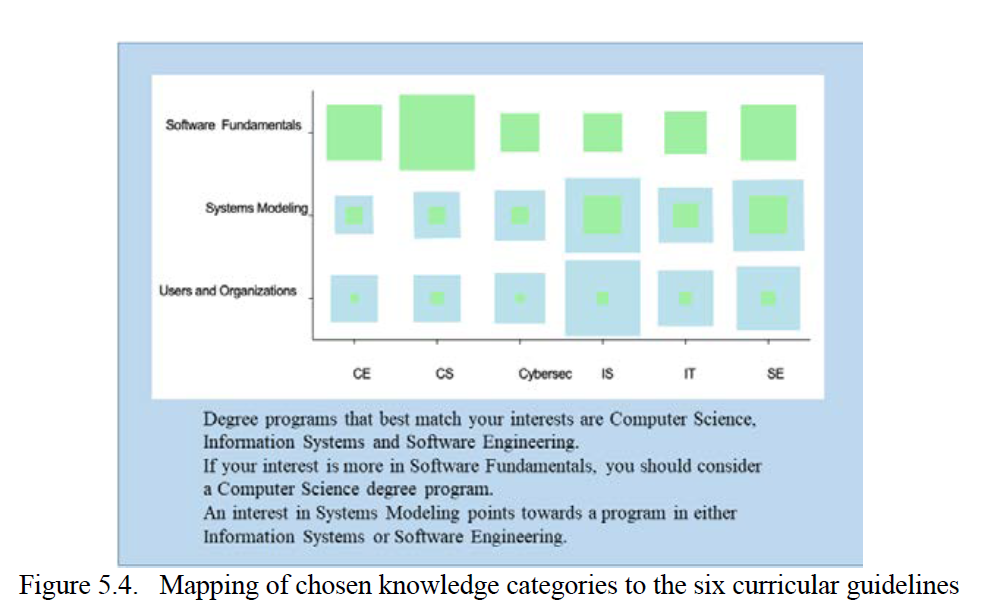 Software Fundamentals
Systems Modeling
Users and Organizations
CE CS Cybersec IS IT SE
Degree programs that best match your interests are Computer Science,
Information Systems and Software Engineering.
If your interest is more in Software Fundamentals, you should consider
a Computer Science degree program.
An interest in Systems Modeling points towards a program in either
Information Systems or Software Engineering.
Figure 5.4. Mapping of chosen knowledge categories to the six curricular guidelines